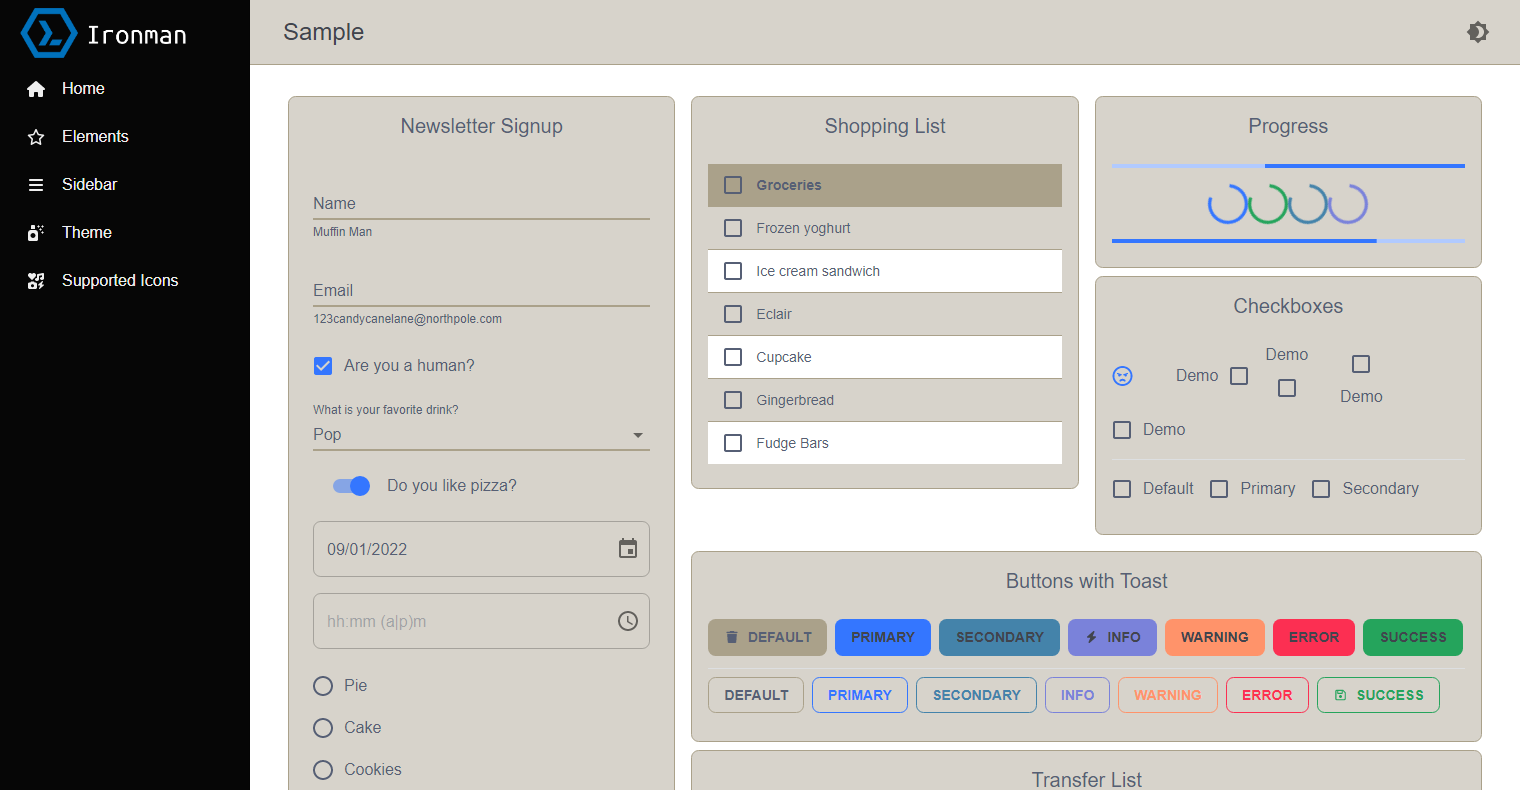 Ironman
Home
Elements
Sidebar
Theme
Supported Icons
Sample
Newsletter Signup
Name
Muffin Man
Email
123candycanelane@northpole.com
Are you a human?
What is your favorite drink?
Pop
Do you like pizza?
09/01/2022
hh:mm (a|p)m
Pie
Cake
Cookies
Shopping List
Groceries
Frozen yoghurt
Ice cream sandwich
Eclair
Cupcake
Gingerbread
Fudge Bars
Progress
Checkboxes
Demo
Demo
Demo
Demo
Default Primary Secondary
Buttons with Toast
DEFAULT PRIMARY SECONDARY INFO WARNING ERROR SUCCESS
DEFAULT PRIMARY SECONDARY INFO WARNING ERROR SUCCESS
Transfer List